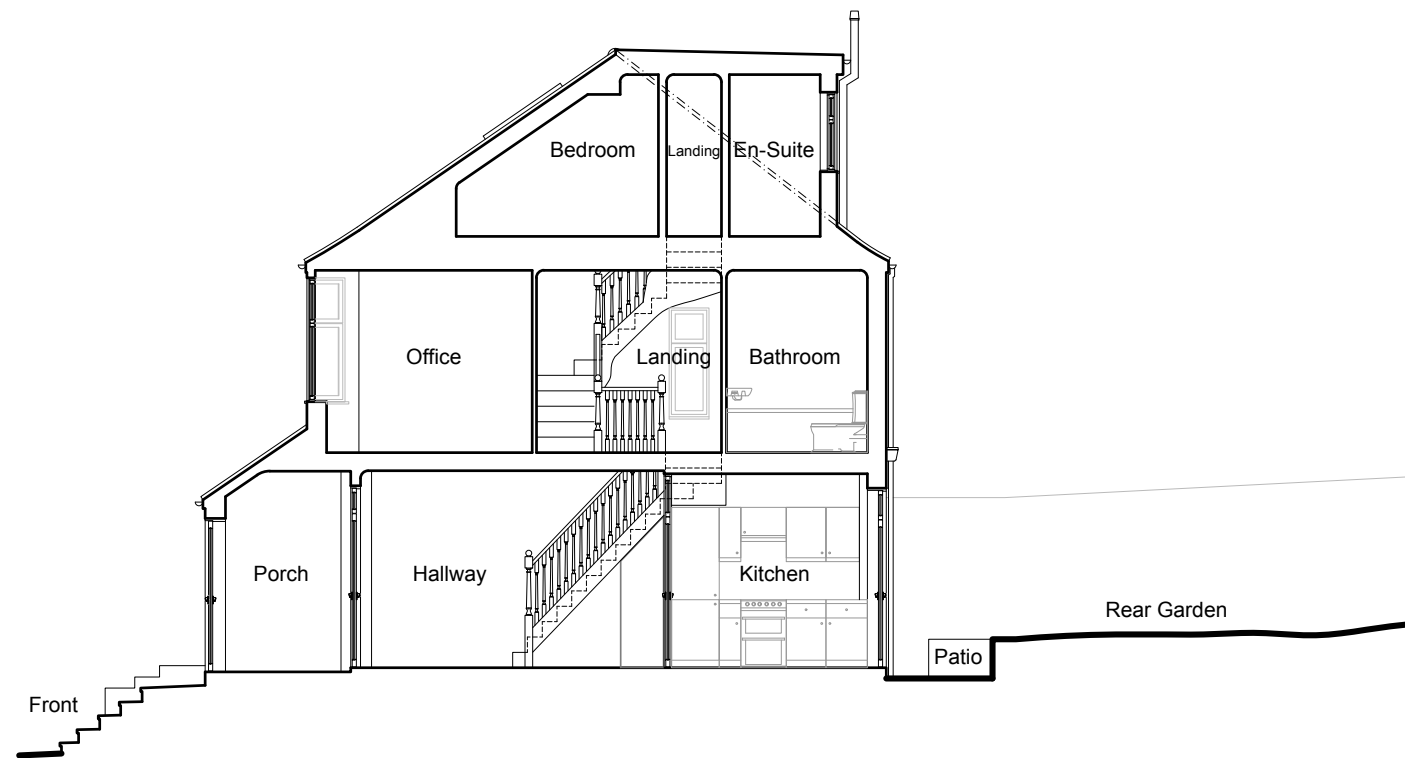 Bedroom
Landing
En-Suite
Office
Landing
Bathroom
Porch
Hallway
Kitchen
Rear Garden
Patio
Front